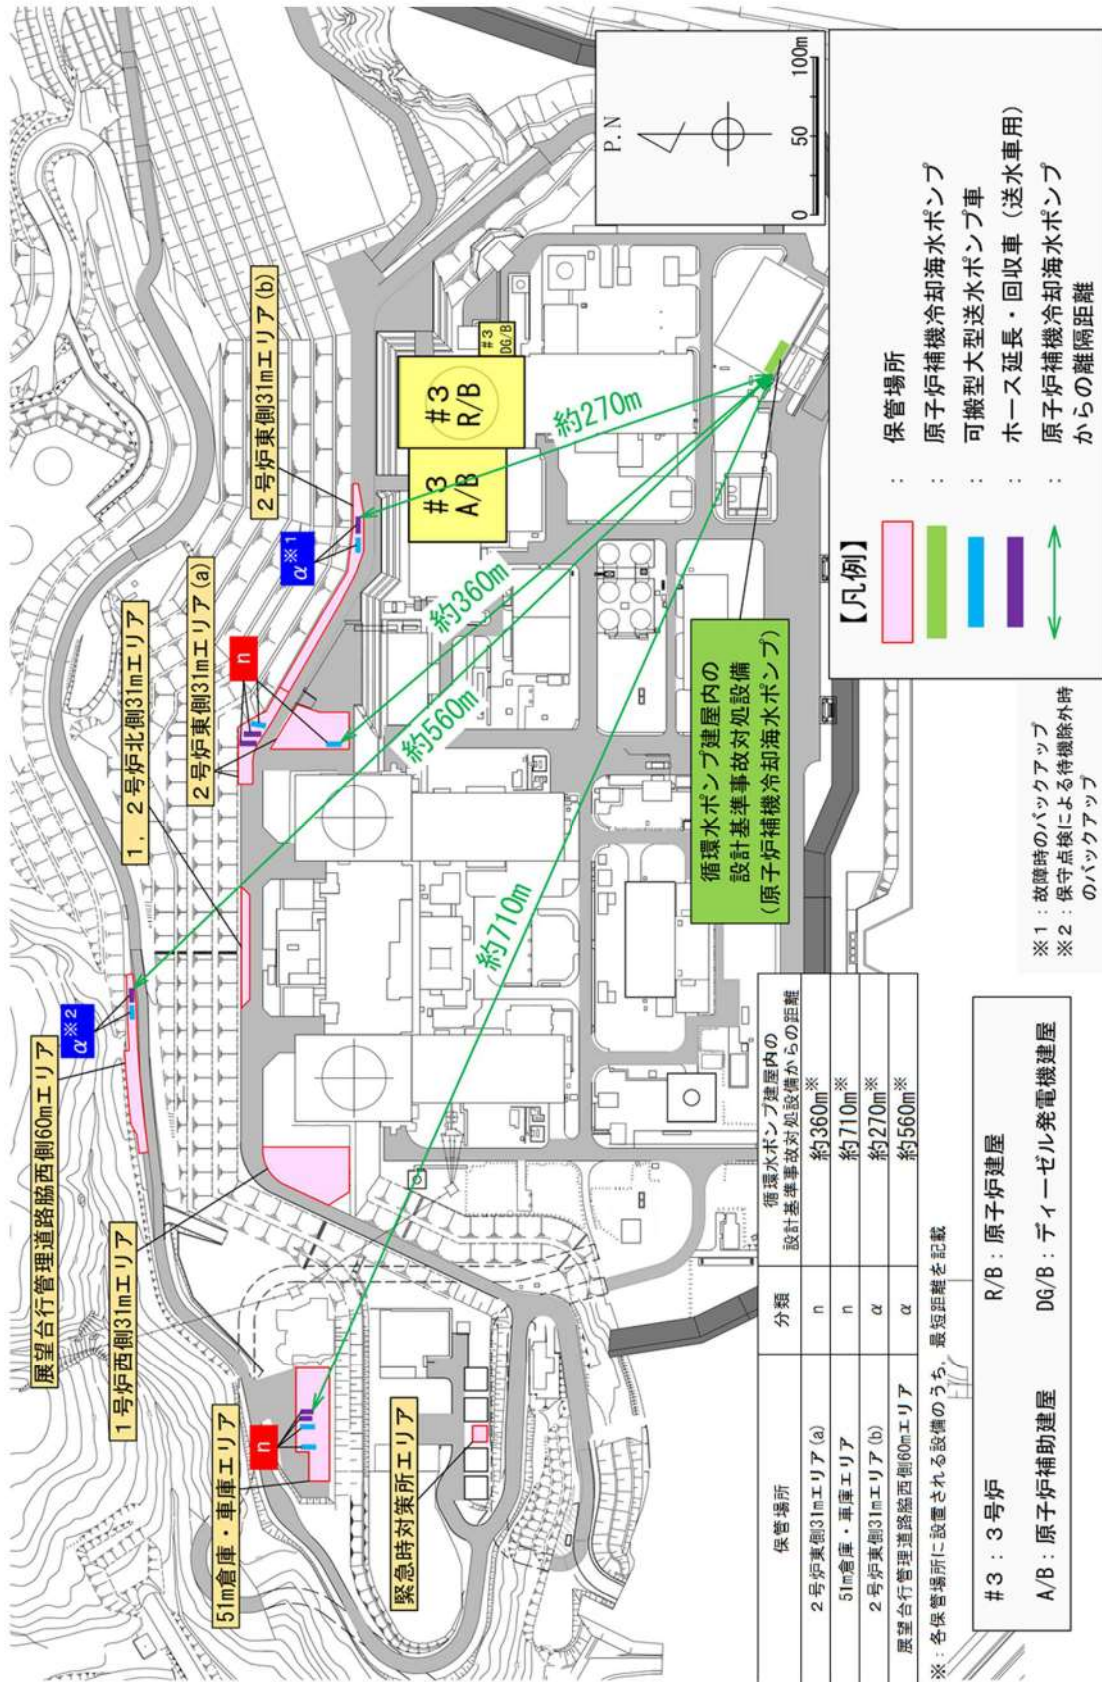 展望台行管理道路脇西側60mエリア
α※2
1，2号炉北側31mエリア
2号炉東側31mエリア(a)
n
2号炉東側31mエリア(b)
α※1
1号炉西側31mエリア
51m倉庫・車庫エリア
n
緊急時対策所エリア
#3
A/B
#3
R/B
#3
DG/B
約270m
約360m
約560m
約710m
循環水ポンプ建屋内の
設計基準事故対処設備
(原子炉補機冷却海水ポンプ)
P.N
0 50 100m
【凡例】
： 保管場所
： 原子炉補機冷却海水ポンプ
： 可搬型大型送水ポンプ車
： ホース延長・回収車（送水車用）
： 原子炉補機冷却海水ポンプ
からの離隔距離
※1：故障時のバックアップ
※2：保守点検による待機除外時
のバックアップ
保管場所 分類 循環水ポンプ建屋内の
設計基準事故対処設備からの距離
2号炉東側31mエリア(a) n 約360m※
51m倉庫・車庫エリア n 約710m※
2号炉東側31mエリア(b) α 約270m※
展望台行管理道路脇西側60mエリア α 約560m※
※：各保管場所に設置される設備のうち，最短距離を記載
#3：3号炉 R/B：原子炉建屋
A/B：原子炉補助建屋 DG/B：ディーゼル発電機建屋